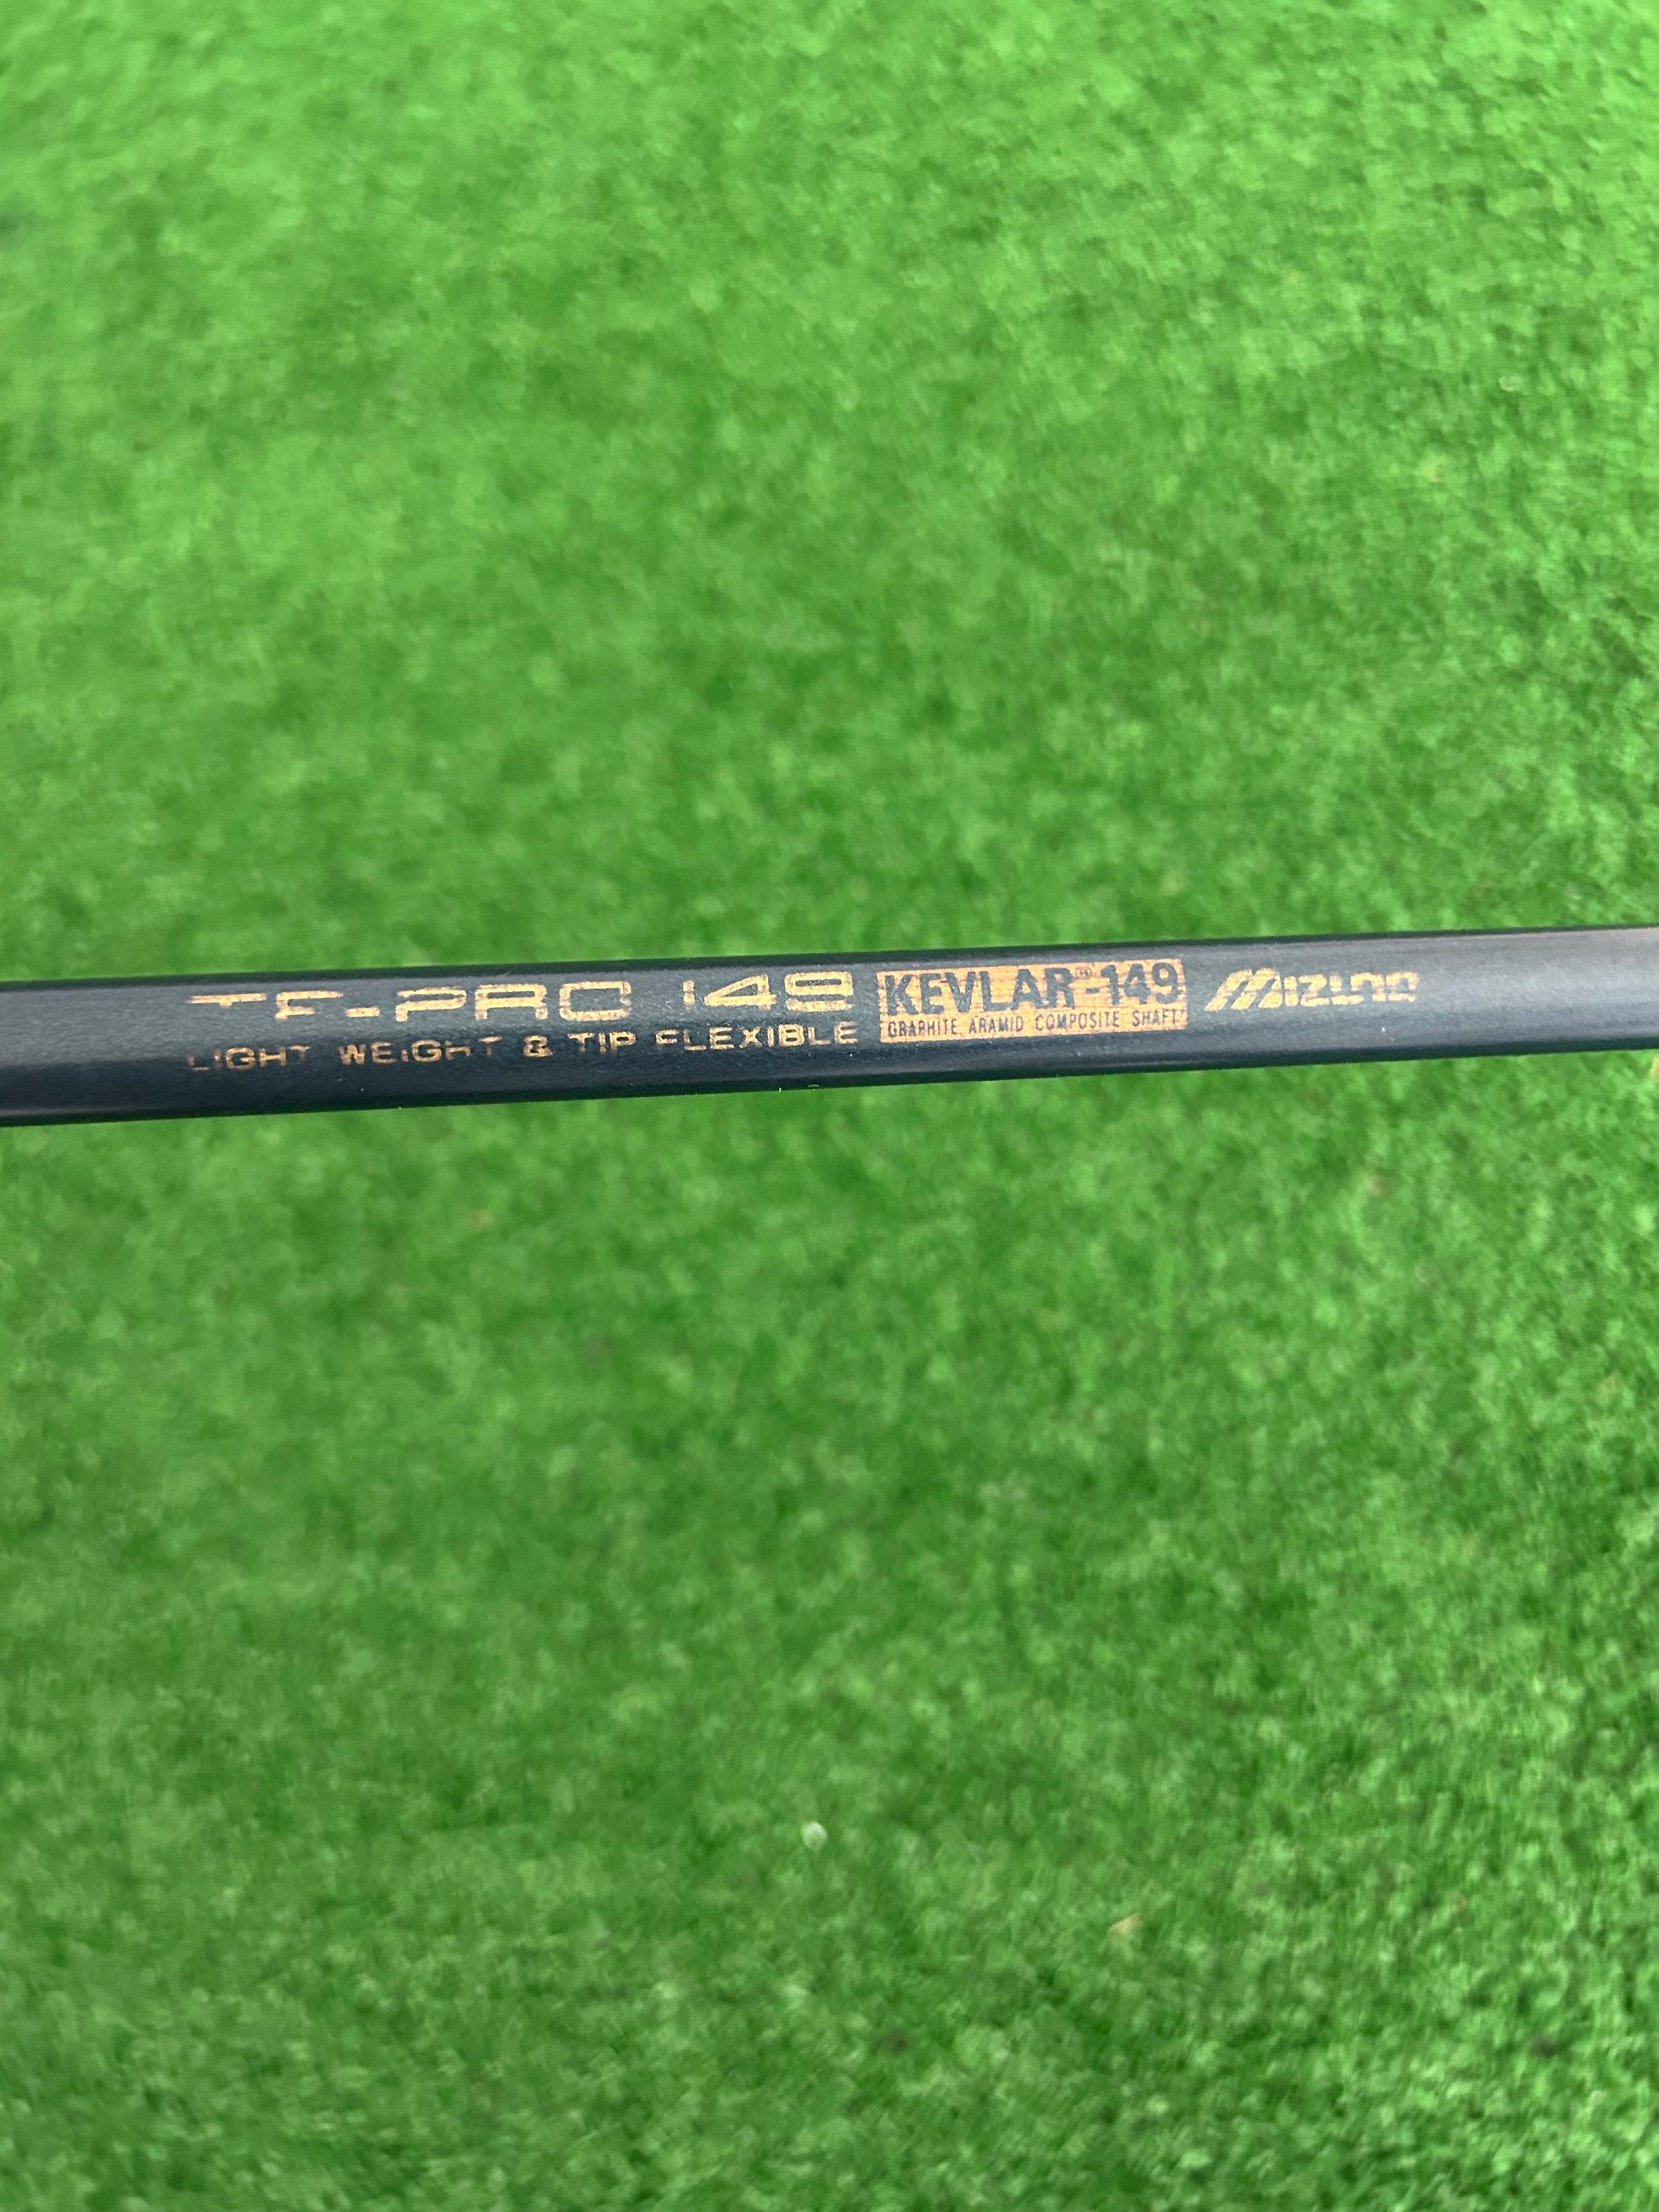 TF-PRO 149
LIGHT WEIGHT & TIP FLEXIBLE
KEVLAR®-149
GRAPHITE ARAMID COMPOSITE SHAFT
MIZUNO